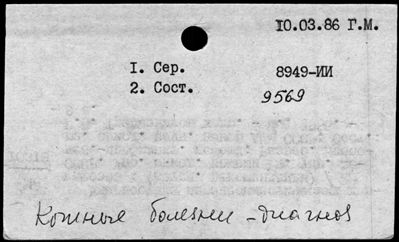 10.03.86 Г.М.
1. Сер. 8949-ИИ
2. Сост. 9569
Кожные болезни - диагноз